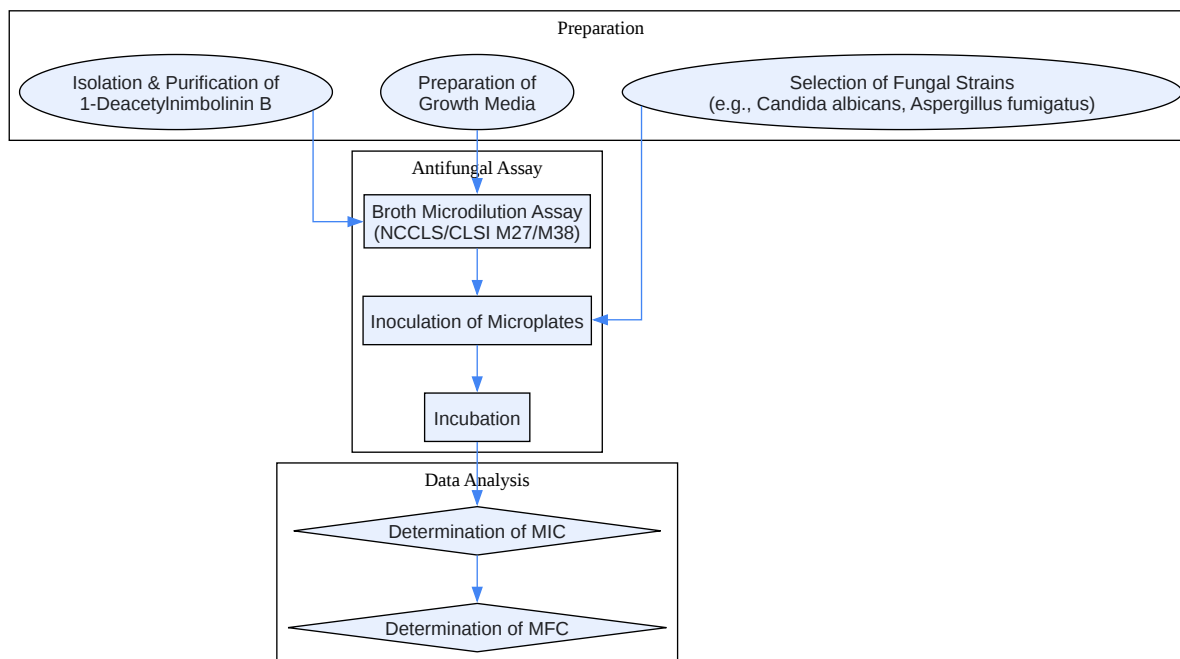 Preparation
Isolation & Purification of
1-Deacetylnimbolinin B
Preparation of
Growth Media
Selection of Fungal Strains
(e.g., Candida albicans, Aspergillus fumigatus)
Antifungal Assay
Broth Microdilution Assay
(NCCLS/CLSI M27/M38)
Inoculation of Microplates
Incubation
Data Analysis
Determination of MIC
Determination of MFC